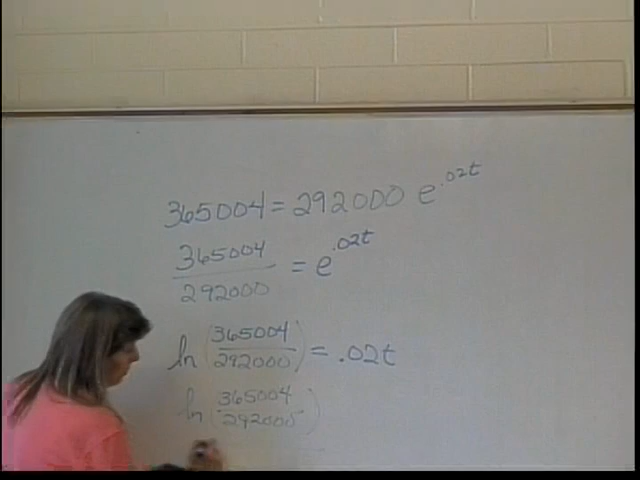 365004 = 292000 e^.02t
365004/292000 = e^.02t
ln(365004/292000) = .02t
ln(365004/292000)